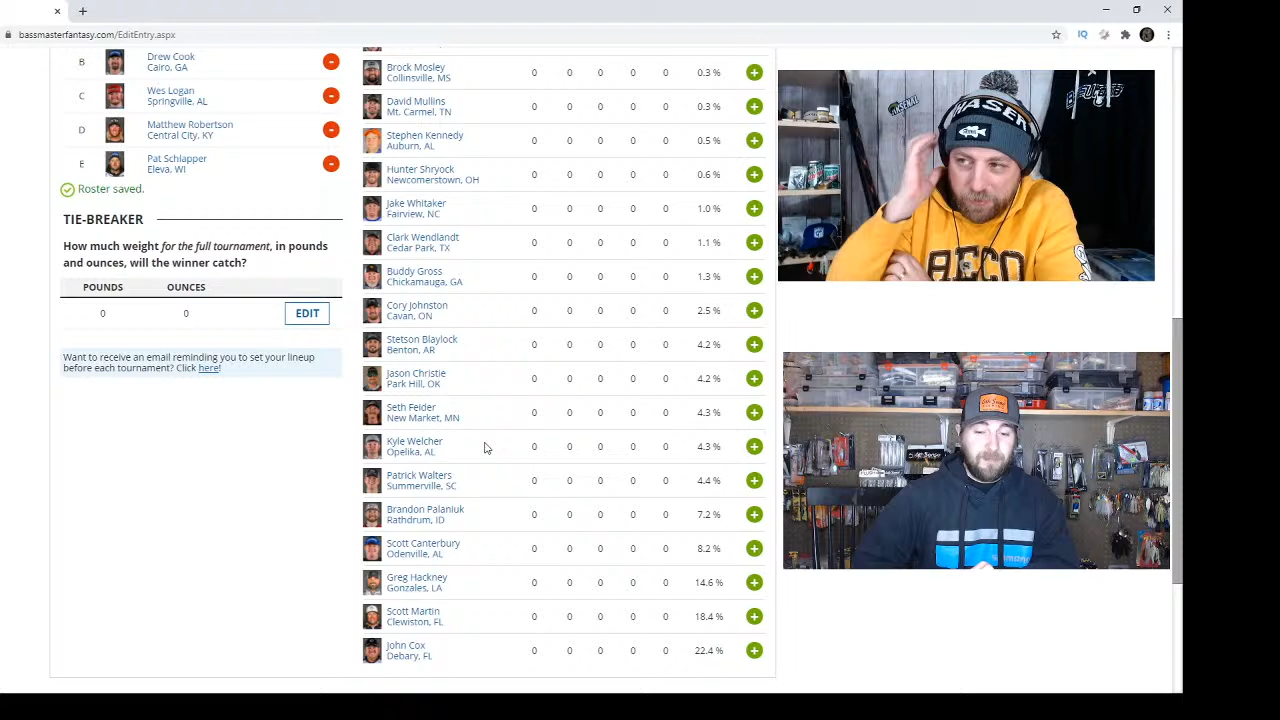 bassmasterfantasy.com/EditEntry.aspx
B
Drew Cook
Cairo, GA
C
Wes Logan
Springville, AL
D
Matthew Robertson
Central City, KY
E
Pat Schlapper
Eleva, WI
Roster saved.
TIE-BREAKER
How much weight for the full tournament, in pounds
and ounces, will the winner catch?
POUNDS OUNCES
0 0 EDIT
Want to receive an email reminding you to set your lineup
before each tournament? Click here!
Brock Mosley
Collinsville, MS
0 0 0 0 0 0.3 %
David Mullins
Mt. Carmel, TN
0 0 0 0 0 0.3 %
Stephen Kennedy
Auburn, AL
0 0 0 0 0
Hunter Shryock
Newcomerstown, OH
0 0 0 0 0
Jake Whitaker
Fairview, NC
0 0 0 0 0
Clark Wendlandt
Cedar Park, TX
0 0 0 0 0 1.1 %
Buddy Gross
Chickamauga, GA
0 0 0 0 0
Cory Johnston
Cavan, ON
0 0 0 0 0 2.5 %
Stetson Blaylock
Benton, AR
0 0 0 0 0 4.2 %
Jason Christie
Park Hill, OK
0 0 0 0 0 4.2 %
Seth Feider
New Market, MN
0 0 0 0 0 4.3 %
Kyle Welcher
Opelika, AL
0 0 0 0 0 4.3 %
Patrick Walters
Summerville, SC
0 0 0 0 0 4.4 %
Brandon Palaniuk
Rathdrum, ID
0 0 0 0 0 7.2 %
Scott Canterbury
Odenville, AL
0 0 0 0 0 8.2 %
Greg Hackney
Gonzales, LA
0 0 0 0 0 14.6 %
Scott Martin
Clewiston, FL
0 0 0 0 0 18.4 %
John Cox
Debary, FL
0 0 0 0 0 22.4 %
IQ
ARSENAL